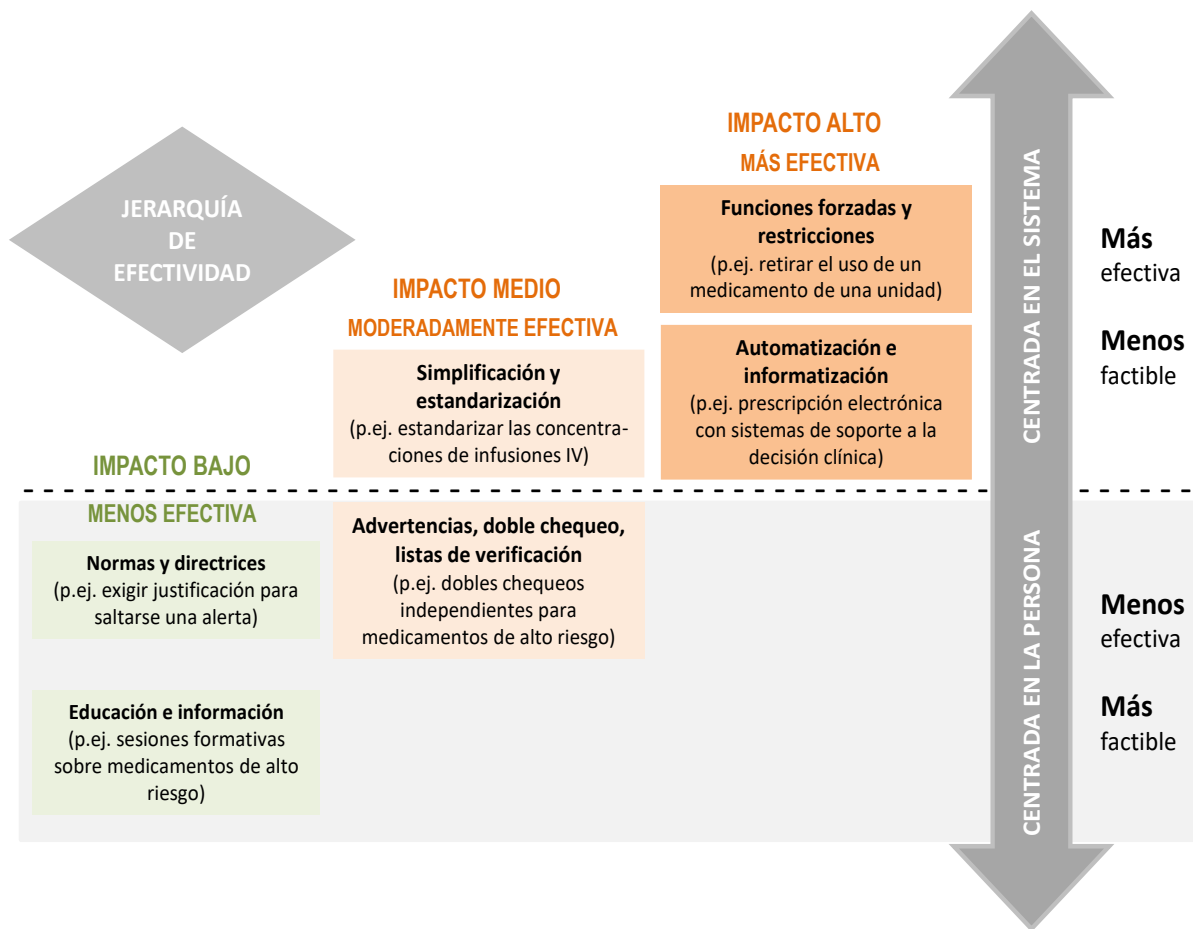 JERARQUÍA
DE
EFECTIVIDAD
IMPACTO BAJO
MENOS EFECTIVA
Normas y directrices
(p.ej. exigir justificación para
saltarse una alerta)
Educación e información
(p.ej. sesiones formativas
sobre medicamentos de alto
riesgo)
IMPACTO MEDIO
MODERADAMENTE EFECTIVA
Simplificación y
estandarización
(p.ej. estandarizar las concentra-
ciones de infusiones IV)
Advertencias, doble chequeo,
listas de verificación
(p.ej. dobles chequeos
independientes para
medicamentos de alto riesgo)
IMPACTO ALTO
MÁS EFECTIVA
Funciones forzadas y
restricciones
(p.ej. retirar el uso de un
medicamento de una unidad)
Automatización e
informatización
(p.ej. prescripción electrónica
con sistemas de soporte a la
decisión clínica)
CENTRADA EN EL SISTEMA
CENTRADA EN LA PERSONA
Más
efectiva
Menos
factible
Menos
efectiva
Más
factible